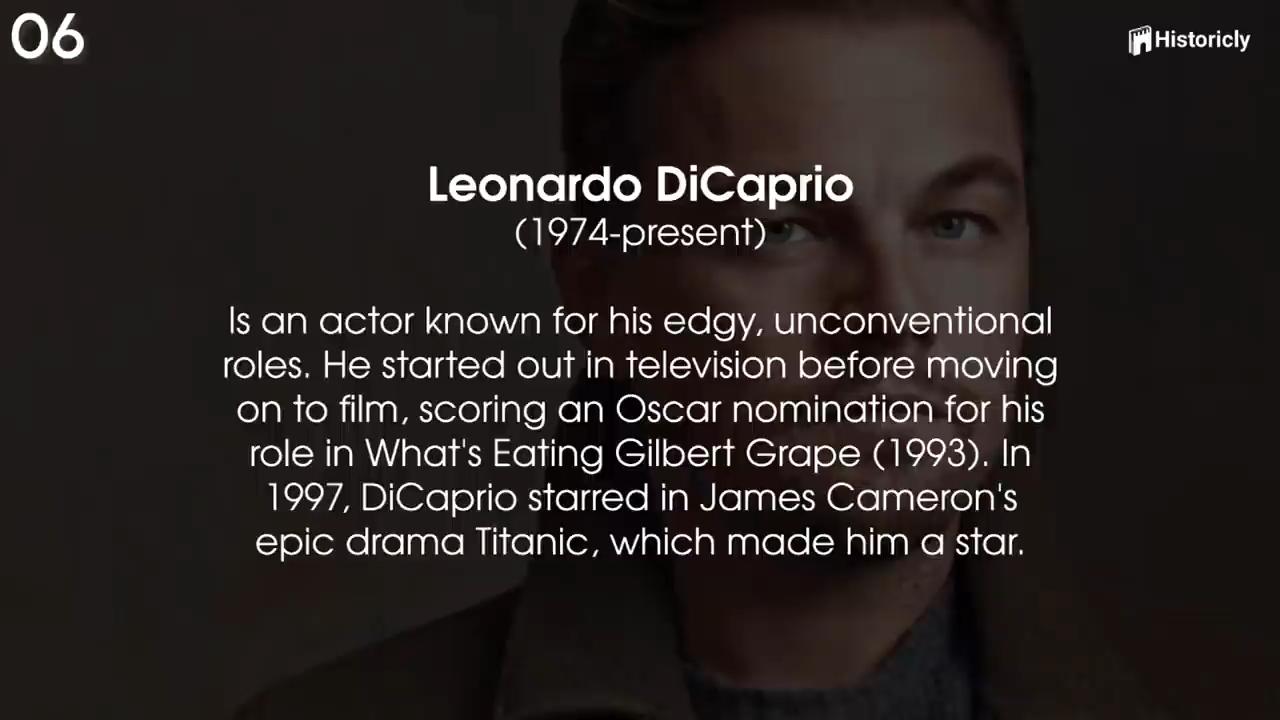 06
Historicly
Leonardo DiCaprio
(1974-present)
Is an actor known for his edgy, unconventional
roles. He started out in television before moving
on to film, scoring an Oscar nomination for his
role in What's Eating Gilbert Grape (1993). In
1997, DiCaprio starred in James Cameron's
epic drama Titanic, which made him a star.